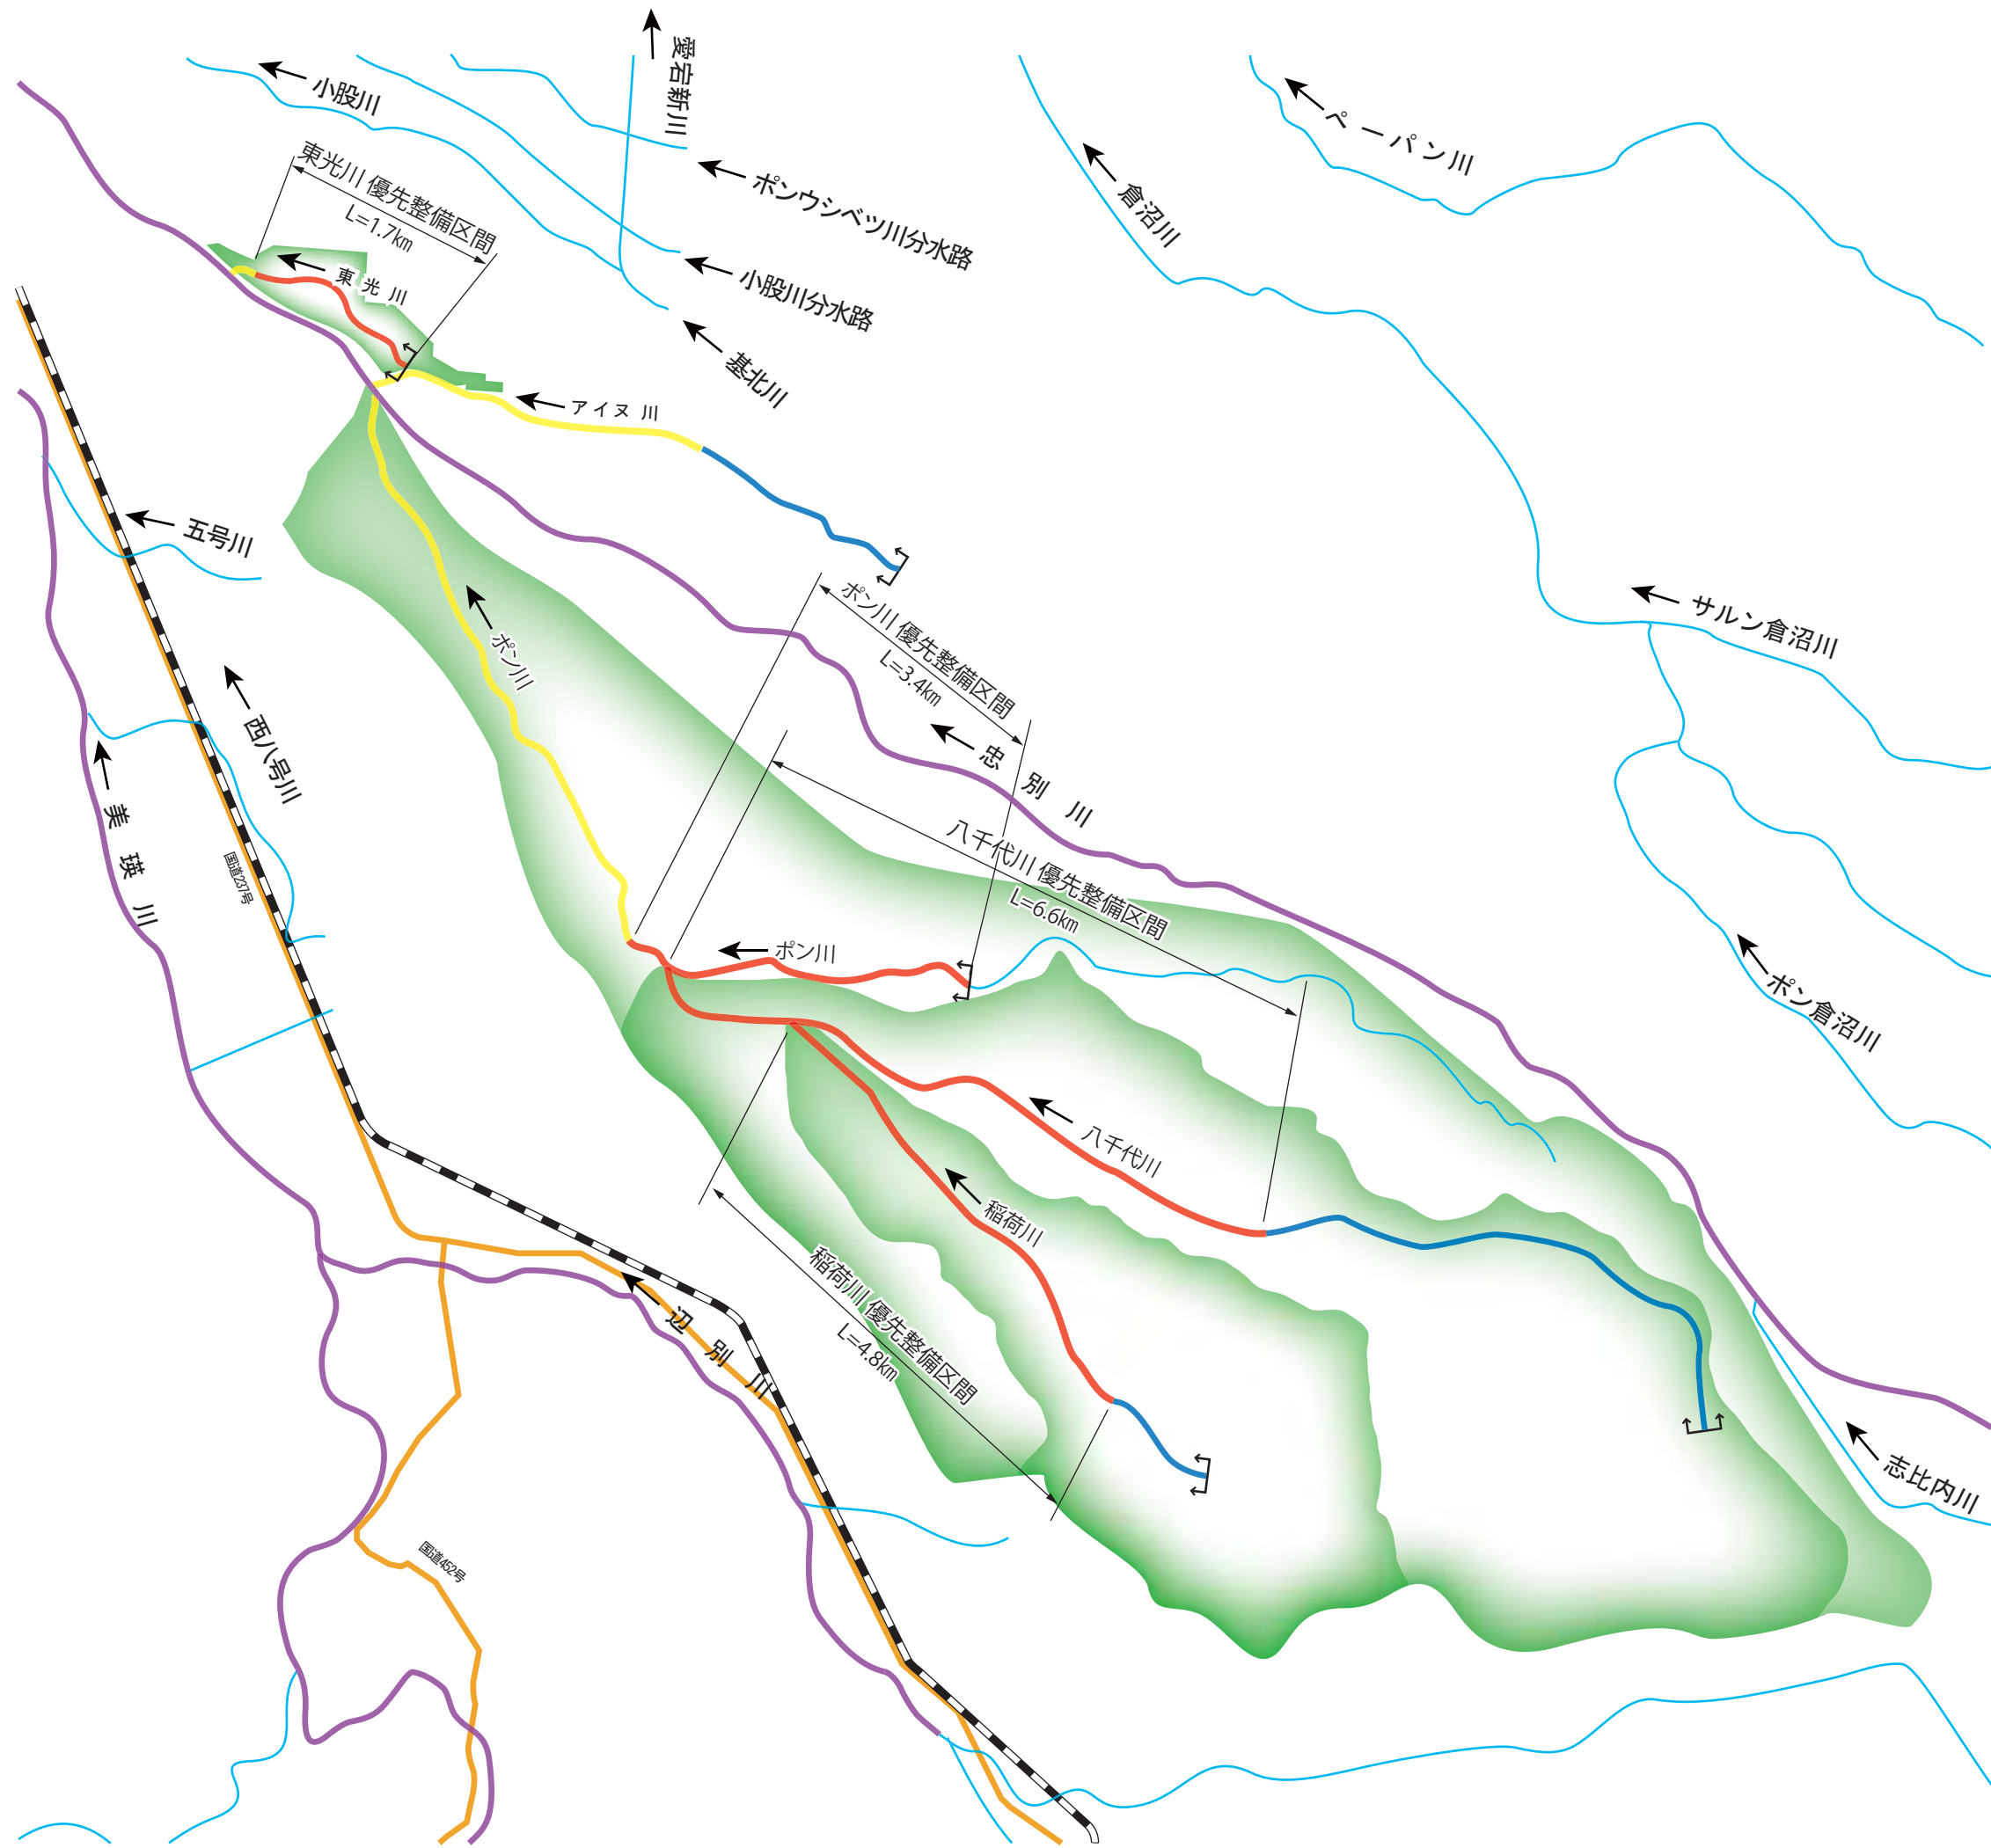 愛宕新川
小股川
ペーパン川
東光川 優先整備区間
L=1.7km
ポンウシベツ川分水路
倉沼川
小股川分水路
東光川
基北川
アイヌ川
五号川
ポン川 優先整備区間
L=3.4km
サルン倉沼川
ポン川
西八号川
忠別川
美瑛川
国道237号
八千代川 優先整備区間
L=6.6km
ポン川
ポン倉沼川
八千代川
稲荷川
稲荷川 優先整備区間
L=4.8km
辺別川
志比内川
国道452号